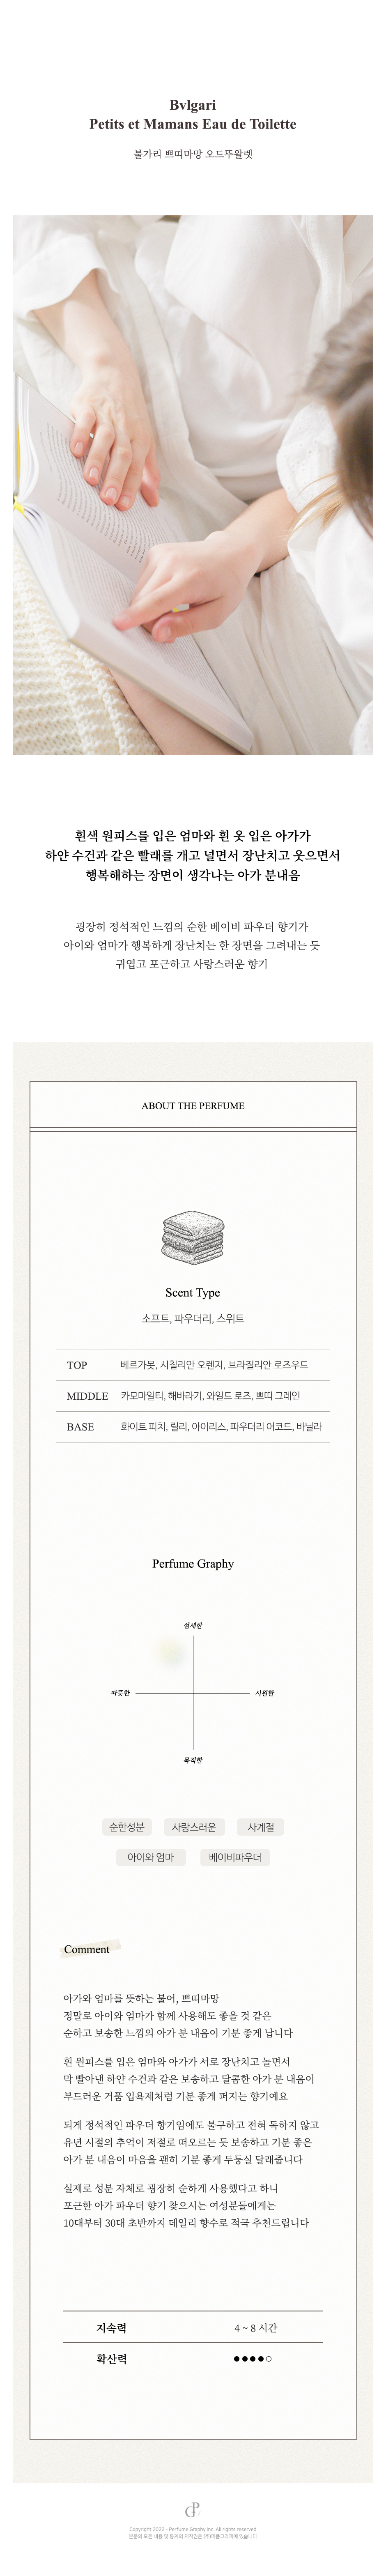 Bvlgari
Petits et Mamans Eau de Toilette
불가리 쁘띠마망 오드뚜왈렛
흰색 원피스를 입은 엄마와 흰 옷 입은 아가가
하얀 수건과 같은 빨래를 개고 널면서 장난치고 웃으면서
행복해하는 장면이 생각나는 아가 분내음
굉장히 정석적인 느낌의 순한 베이비 파우더 향기가
아이와 엄마가 행복하게 장난치는 한 장면을 그려내는 듯
귀엽고 포근하고 사랑스러운 향기
ABOUT THE PERFUME
Scent Type
소프트, 파우더리, 스위트
TOP 베르가못, 시칠리안 오렌지, 브라질리안 로즈우드
MIDDLE 카모마일티, 해바라기, 와일드 로즈, 쁘띠 그레인
BASE 화이트 피치, 릴리, 아이리스, 파우더리 어코드, 바닐라
Perfume Graphy
섬세한
따뜻한 시원한
묵직한
순한성분 사랑스러운 사계절
아이와 엄마 베이비파우더
Comment
아가와 엄마를 뜻하는 불어, 쁘띠마망
정말로 아이와 엄마가 함께 사용해도 좋을 것 같은
순하고 보송한 느낌의 아가 분 내음이 기분 좋게 납니다
흰 원피스를 입은 엄마와 아가가 서로 장난치고 놀면서
막 빨아낸 하얀 수건과 같은 보송하고 달콤한 아가 분 내음이
부드러운 거품 입욕제처럼 기분 좋게 퍼지는 향기예요
되게 정석적인 파우더 향기임에도 불구하고 전혀 독하지 않고
유년 시절의 추억이 저절로 떠오르는 듯 보송하고 기분 좋은
아가 분 내음이 마음을 괜히 기분 좋게 두둥실 달래줍니다
실제로 성분 자체로 굉장히 순하게 사용했다고 하니
포근한 아가 파우더 향기 찾으시는 여성분들에게는
10대부터 30대 초반까지 데일리 향수로 적극 추천드립니다
지속력 4 ~ 8 시간
확산력 ●●●●○
Copyright 2022 - Perfume Graphy Inc. All rights reserved
본문의 모든 내용 및 통계의 저작권은 (주)퍼퓸그라피에 있습니다